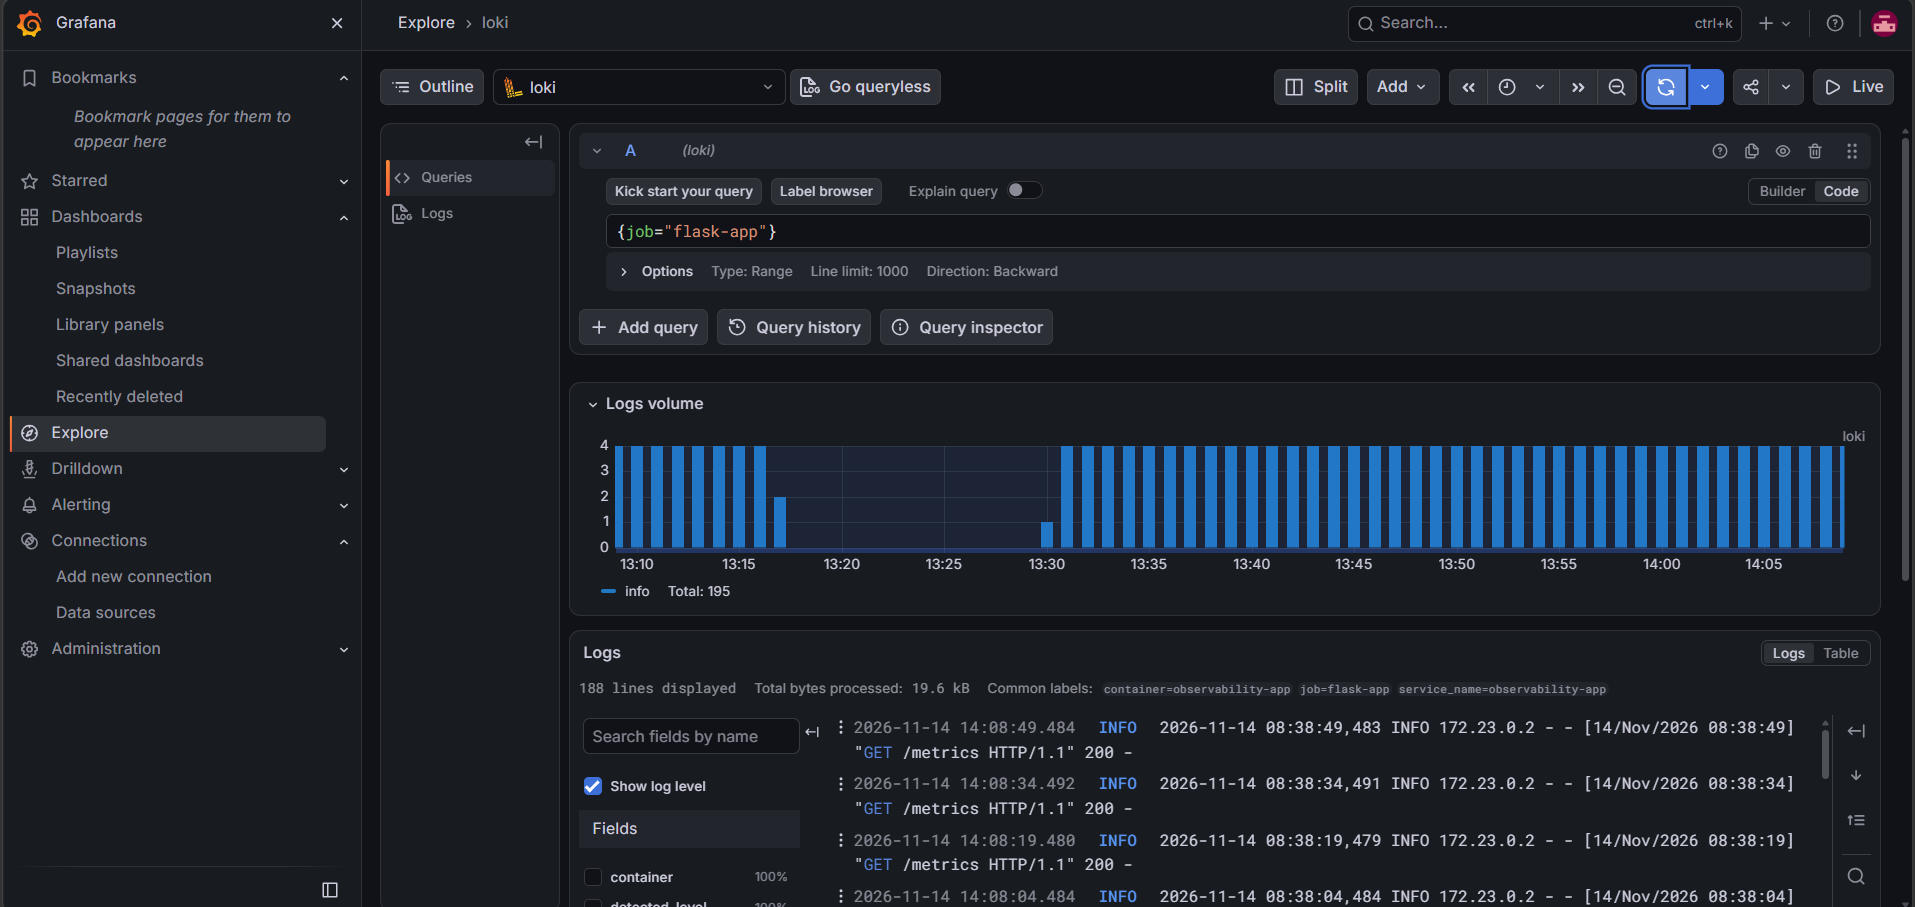 Grafana
Explore › loki
Search...
ctrl+k
Bookmarks
Bookmark pages for them to
appear here
Starred
Dashboards
Playlists
Snapshots
Library panels
Shared dashboards
Recently deleted
Explore
Drilldown
Alerting
Connections
Add new connection
Data sources
Administration
Outline
loki
Go queryless
Split
Add
Live
Queries
Logs
A (loki)
Kick start your query
Label browser
Explain query
Builder
Code
{job="flask-app"}
Options Type: Range Line limit: 1000 Direction: Backward
Add query
Query history
Query inspector
Logs volume
loki
4
3
2
1
0
13:10 13:15 13:20 13:25 13:30 13:35 13:40 13:45 13:50 13:55 14:00 14:05
info Total: 195
Logs
Logs
Table
188 lines displayed Total bytes processed: 19.6 kB Common labels: container=observability-app job=flask-app service_name=observability-app
Search fields by name
Show log level
Fields
container 100%
detected_level 100%
2026-11-14 14:08:49.484 INFO 2026-11-14 08:38:49,483 INFO 172.23.0.2 - - [14/Nov/2026 08:38:49]
"GET /metrics HTTP/1.1" 200 -
2026-11-14 14:08:34.492 INFO 2026-11-14 08:38:34,491 INFO 172.23.0.2 - - [14/Nov/2026 08:38:34]
"GET /metrics HTTP/1.1" 200 -
2026-11-14 14:08:19.480 INFO 2026-11-14 08:38:19,479 INFO 172.23.0.2 - - [14/Nov/2026 08:38:19]
"GET /metrics HTTP/1.1" 200 -
2026-11-14 14:08:04.484 INFO 2026-11-14 08:38:04,484 INFO 172.23.0.2 - - [14/Nov/2026 08:38:04]